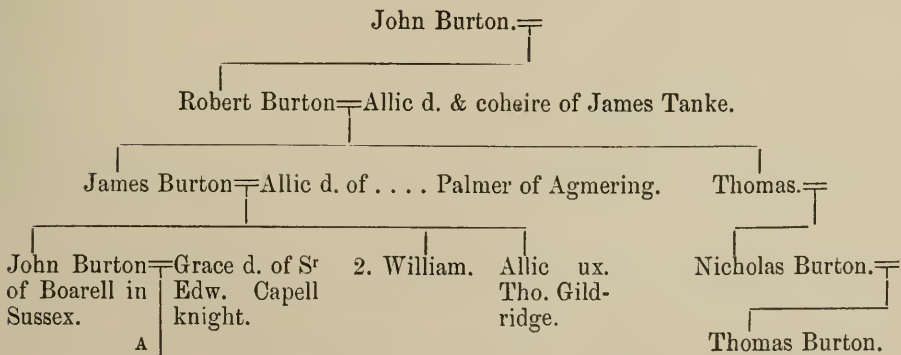 John Burton.
Robert Burton Allic d. & coheire of James Tanke.
James Burton Allic d. of .... Palmer of Agmering. Thomas.
John Burton of Boarell in Sussex.
Grace d. of Sʳ Edw. Capell knight.
2. William.
Allic ux. Tho. Gild-
ridge.
Nicholas Burton.
A
Thomas Burton.